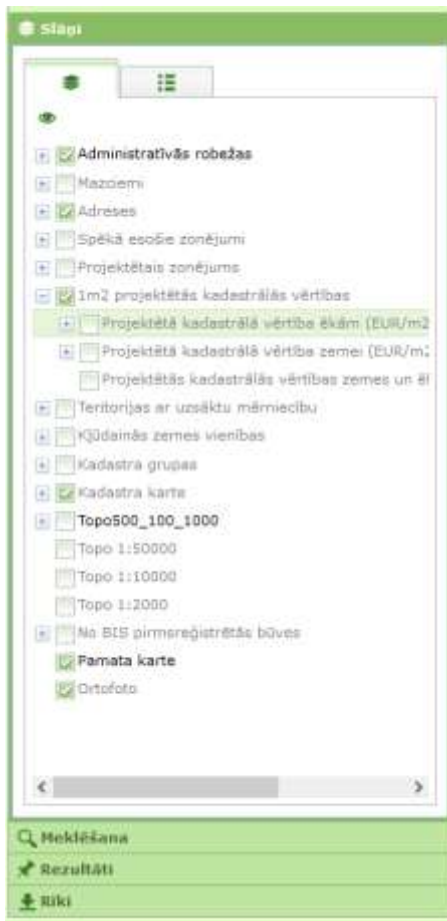 Slāņi
Administratīvās robežas
Mazciemi
Adreses
Spēkā esošie zonējumi
Projektētais zonējums
1m2 projektētās kadastrālās vērtības
Projektētā kadastrālā vērtība ēkām (EUR/m2
Projektētā kadastrālā vērtība zemei (EUR/m2
Projektētās kadastrālās vērtības zemes un ēk
Teritorijas ar uzsāktu mērniecību
Kļūdainās zemes vienības
Kadastra grupas
Kadastra karte
Topo500_100_1000
Topo 1:50000
Topo 1:10000
Topo 1:2000
No BIS pirmsreģistrētās būves
Pamata karte
Ortofoto
Meklēšana
Rezultāti
Rīki